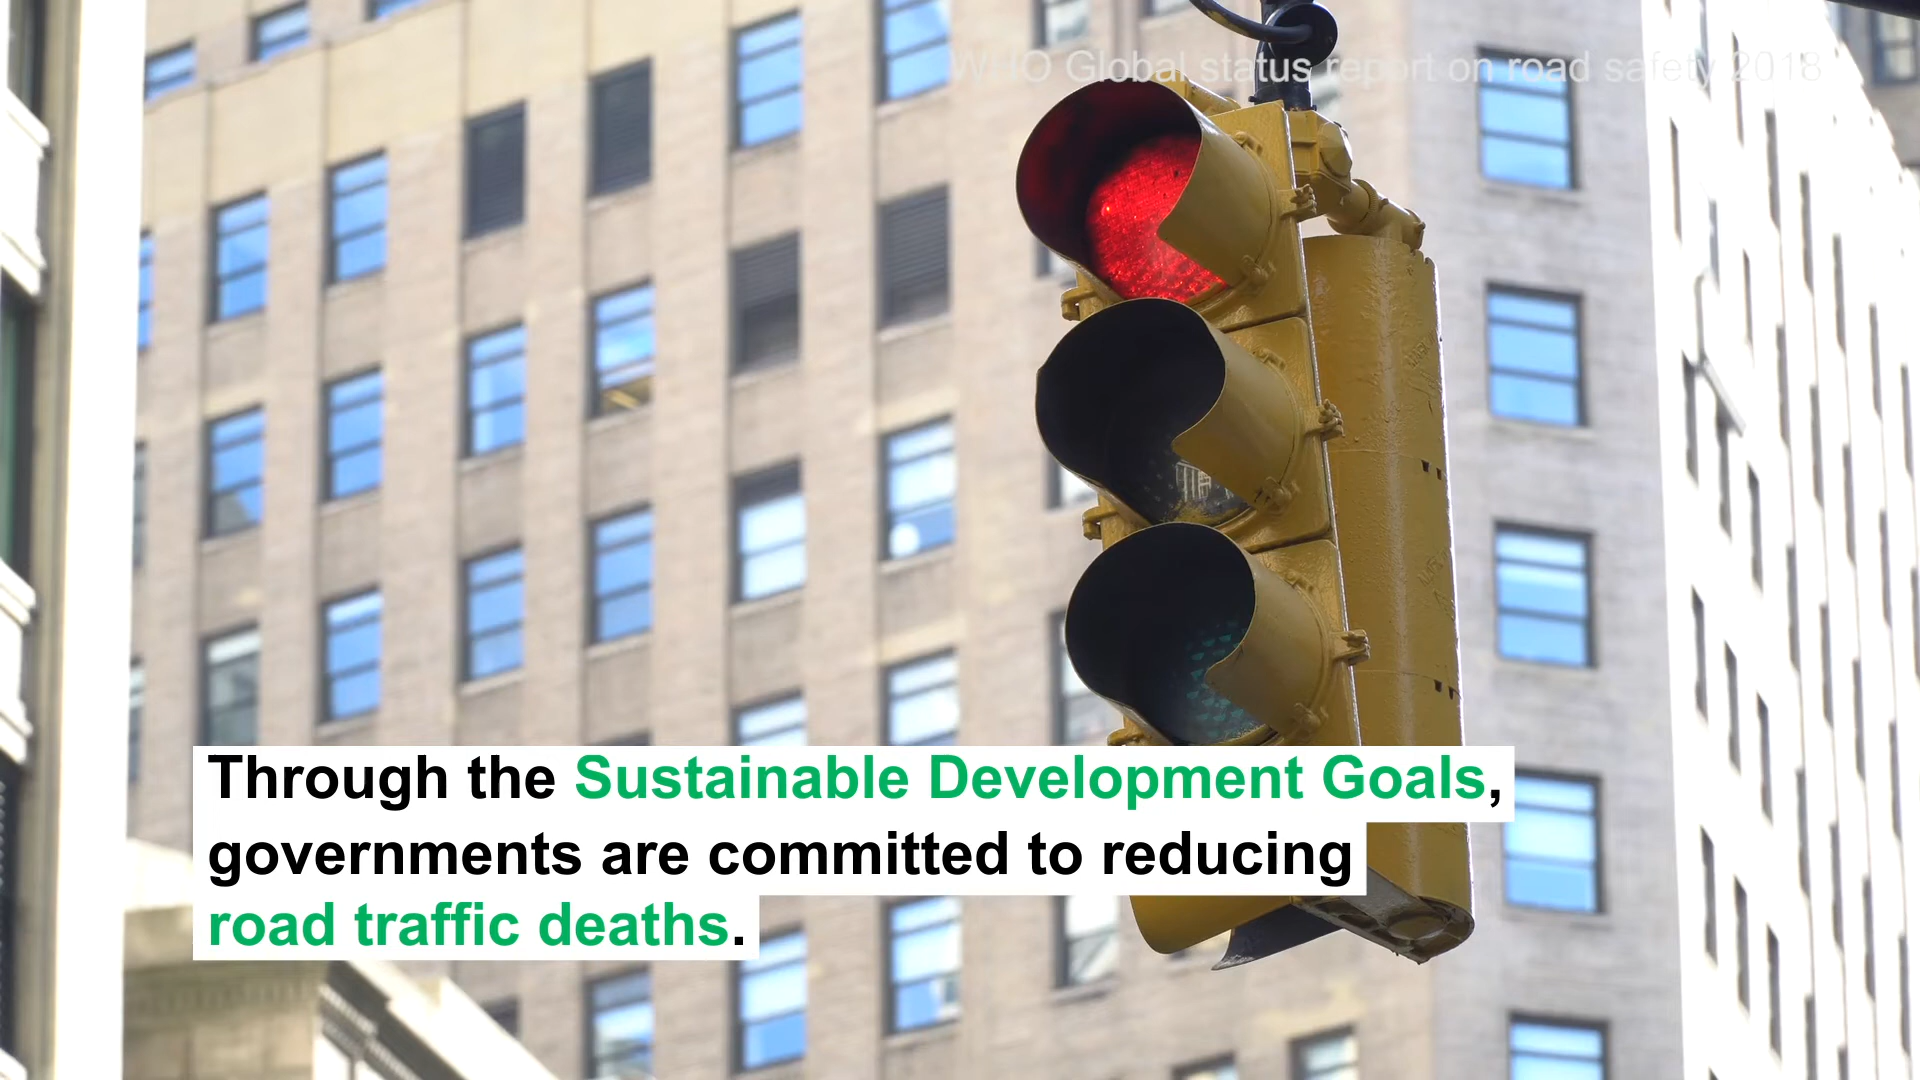 WHO Global status report on road safety 2018
Through the Sustainable Development Goals,
governments are committed to reducing
road traffic deaths.